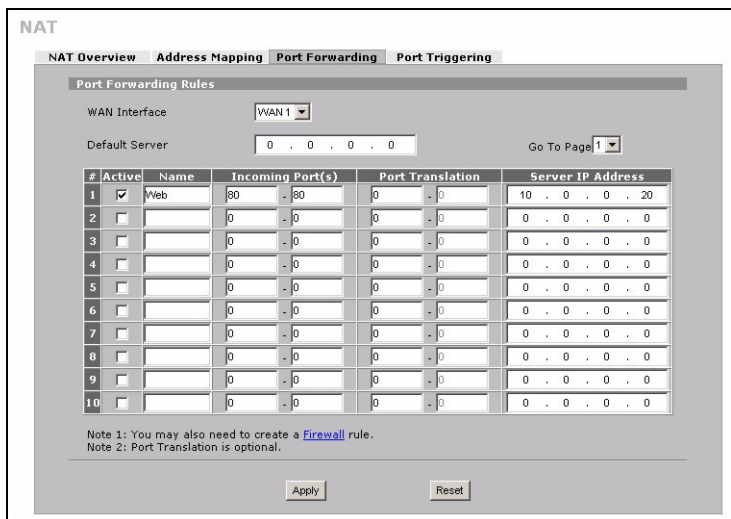 NAT
NAT Overview Address Mapping Port Forwarding Port Triggering
Port Forwarding Rules
WAN Interface WAN 1
Default Server 0 . 0 . 0 . 0 Go To Page 1
# Active Name Incoming Port(s) Port Translation Server IP Address
1 Web 80 - 80 0 - 0 10 . 0 . 0 . 20
2 0 - 0 0 - 0 0 . 0 . 0 . 0
3 0 - 0 0 - 0 0 . 0 . 0 . 0
4 0 - 0 0 - 0 0 . 0 . 0 . 0
5 0 - 0 0 - 0 0 . 0 . 0 . 0
6 0 - 0 0 - 0 0 . 0 . 0 . 0
7 0 - 0 0 - 0 0 . 0 . 0 . 0
8 0 - 0 0 - 0 0 . 0 . 0 . 0
9 0 - 0 0 - 0 0 . 0 . 0 . 0
10 0 - 0 0 - 0 0 . 0 . 0 . 0
Note 1: You may also need to create a Firewall rule.
Note 2: Port Translation is optional.
Apply Reset